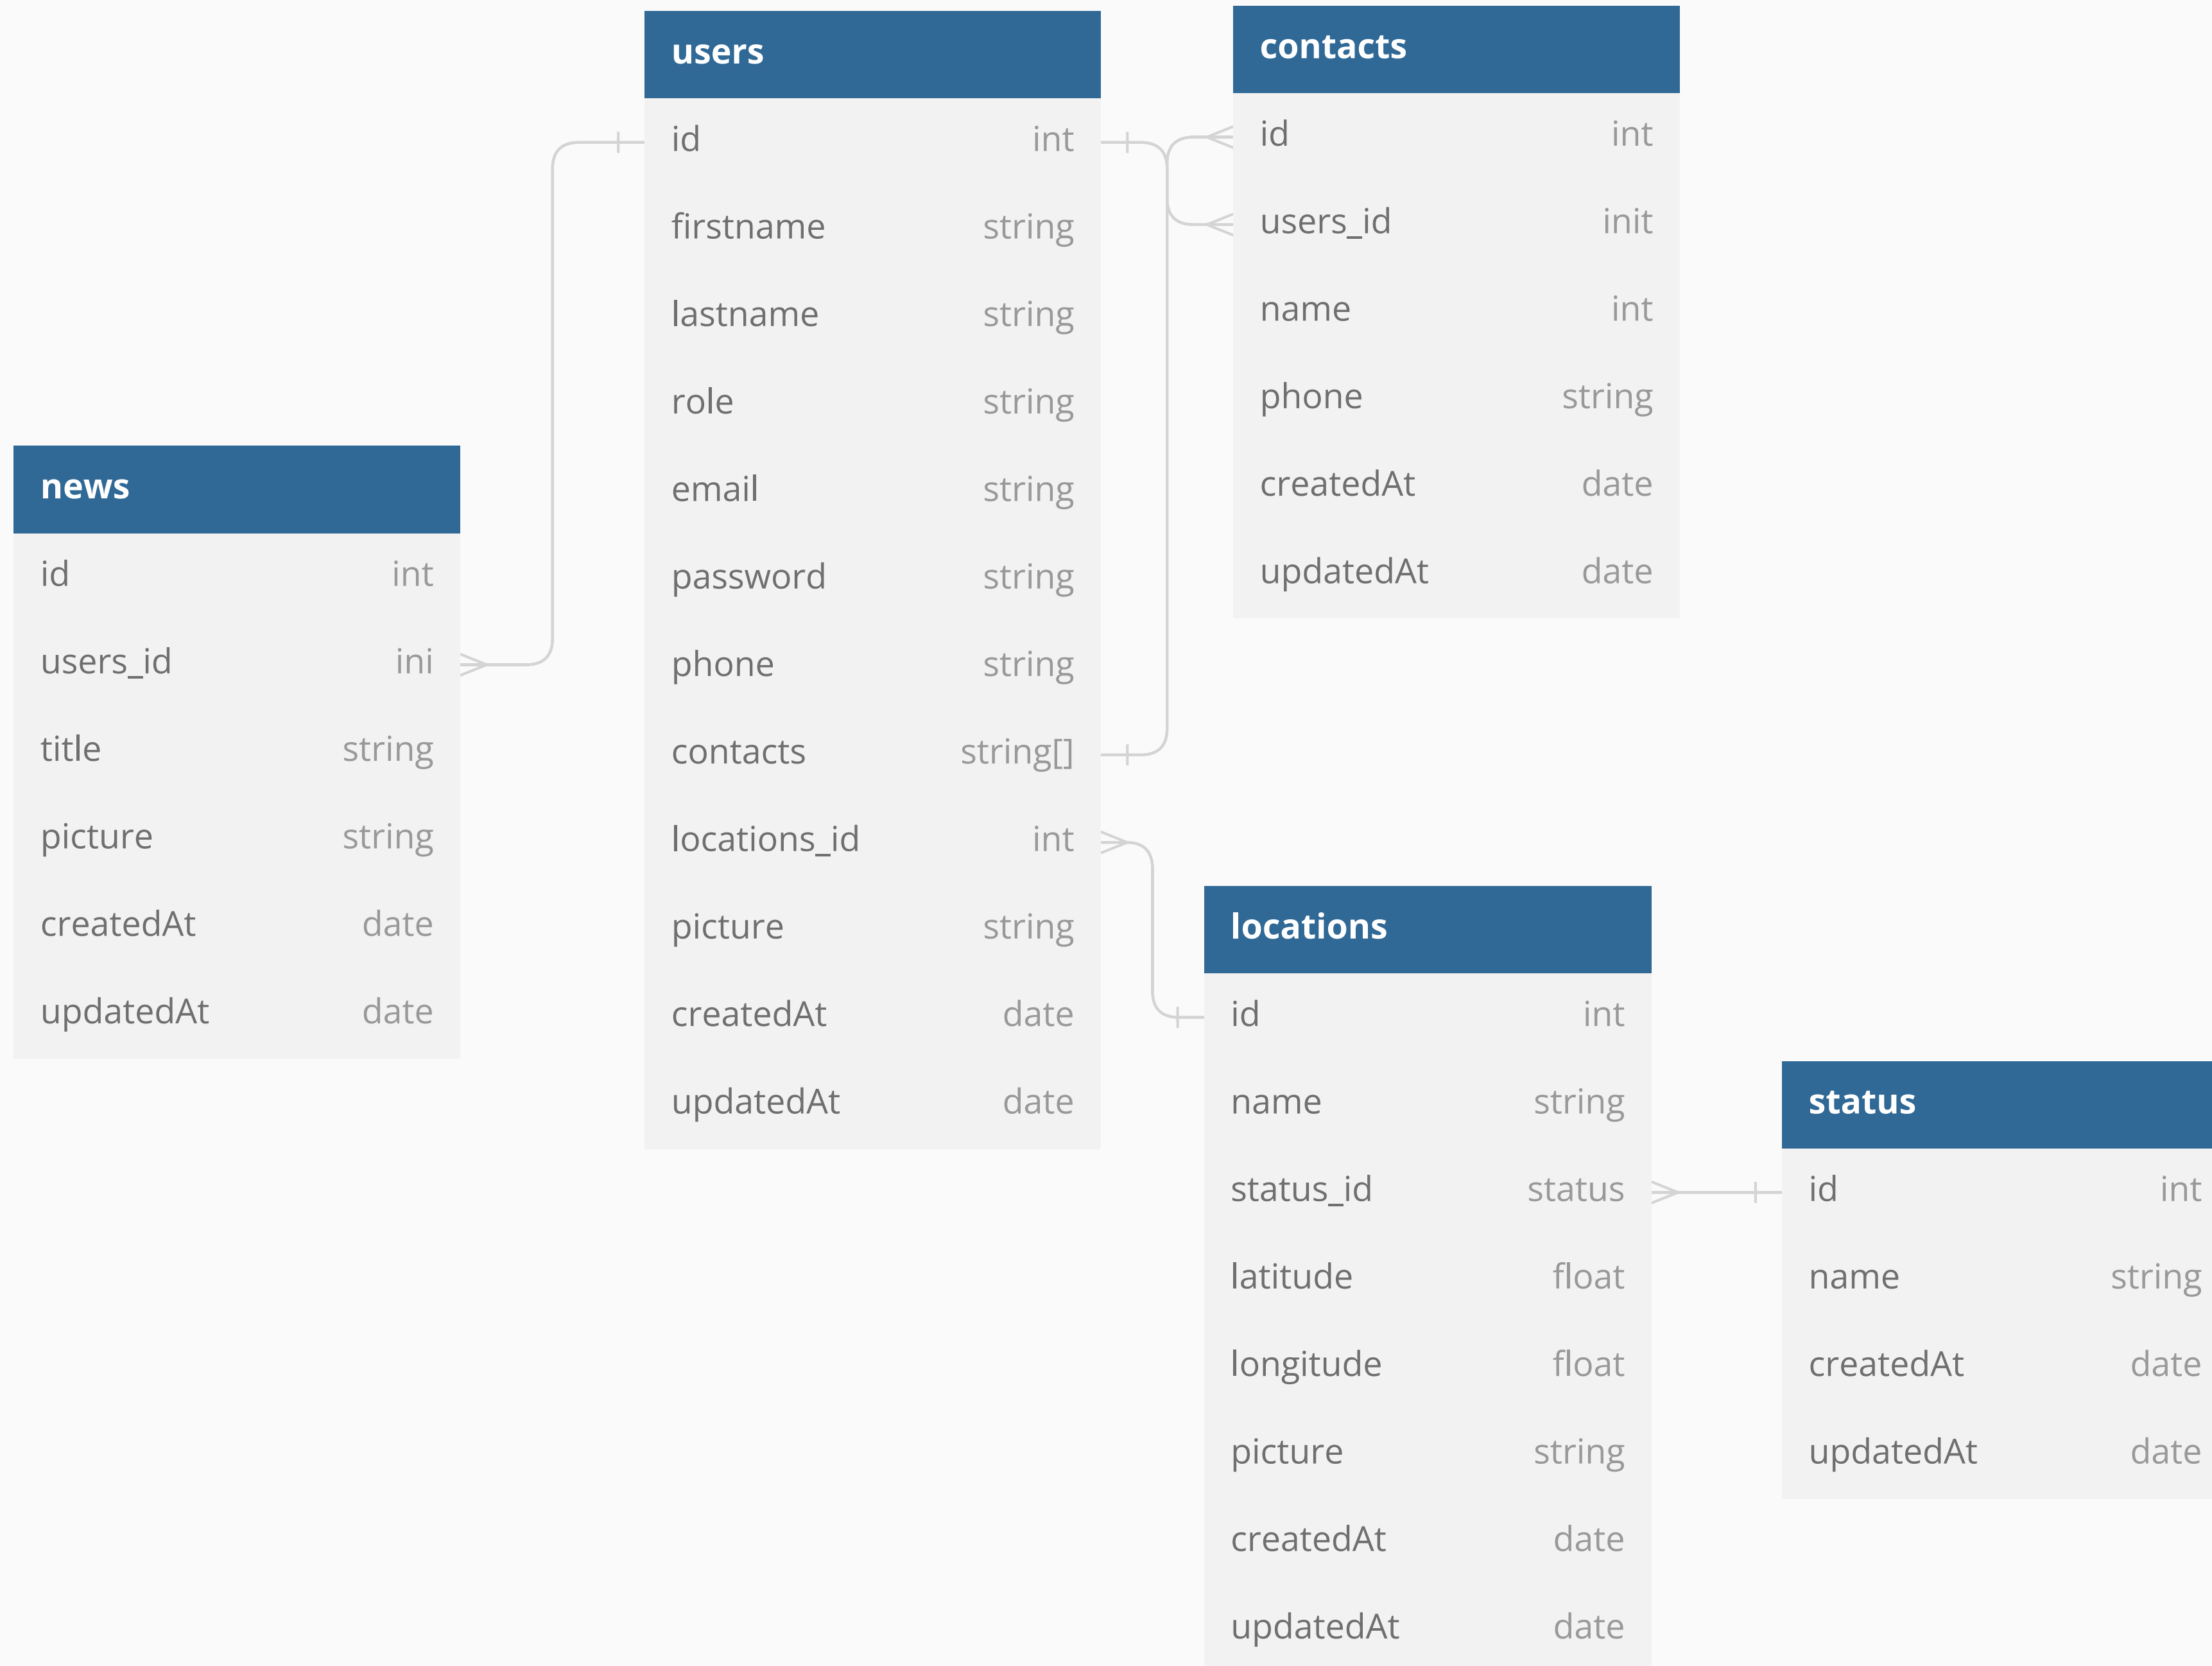 users
id int
firstname string
lastname string
role string
email string
password string
phone string
contacts string[]
locations_id int
picture string
createdAt date
updatedAt date
contacts
id int
users_id init
name int
phone string
createdAt date
updatedAt date
news
id int
users_id ini
title string
picture string
createdAt date
updatedAt date
locations
id int
name string
status_id status
latitude float
longitude float
picture string
createdAt date
updatedAt date
status
id int
name string
createdAt date
updatedAt date